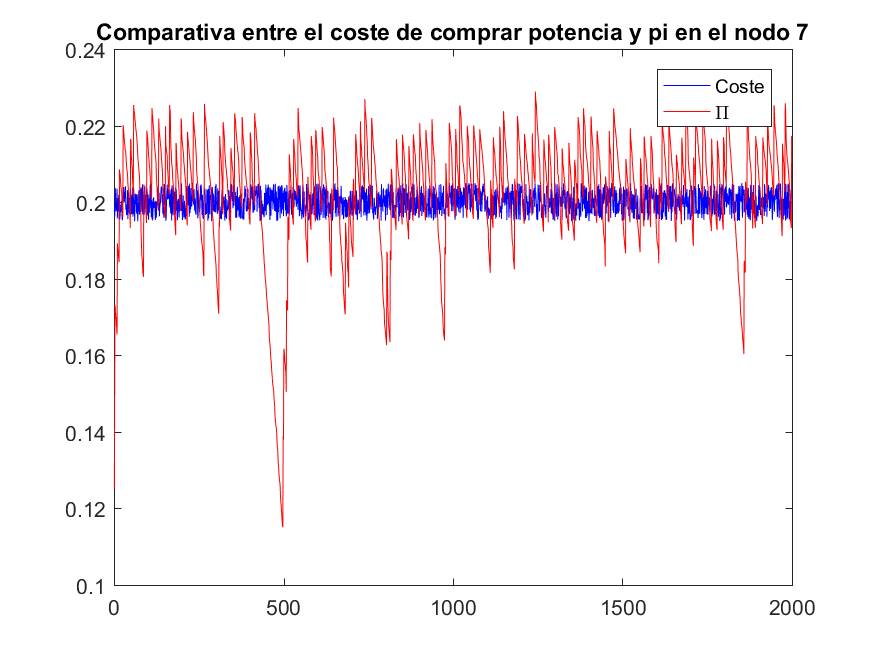 Comparativa entre el coste de comprar potencia y pi en el nodo 7
0.24
Coste
Π
0.22
0.2
0.18
0.16
0.14
0.12
0.1
0 500 1000 1500 2000